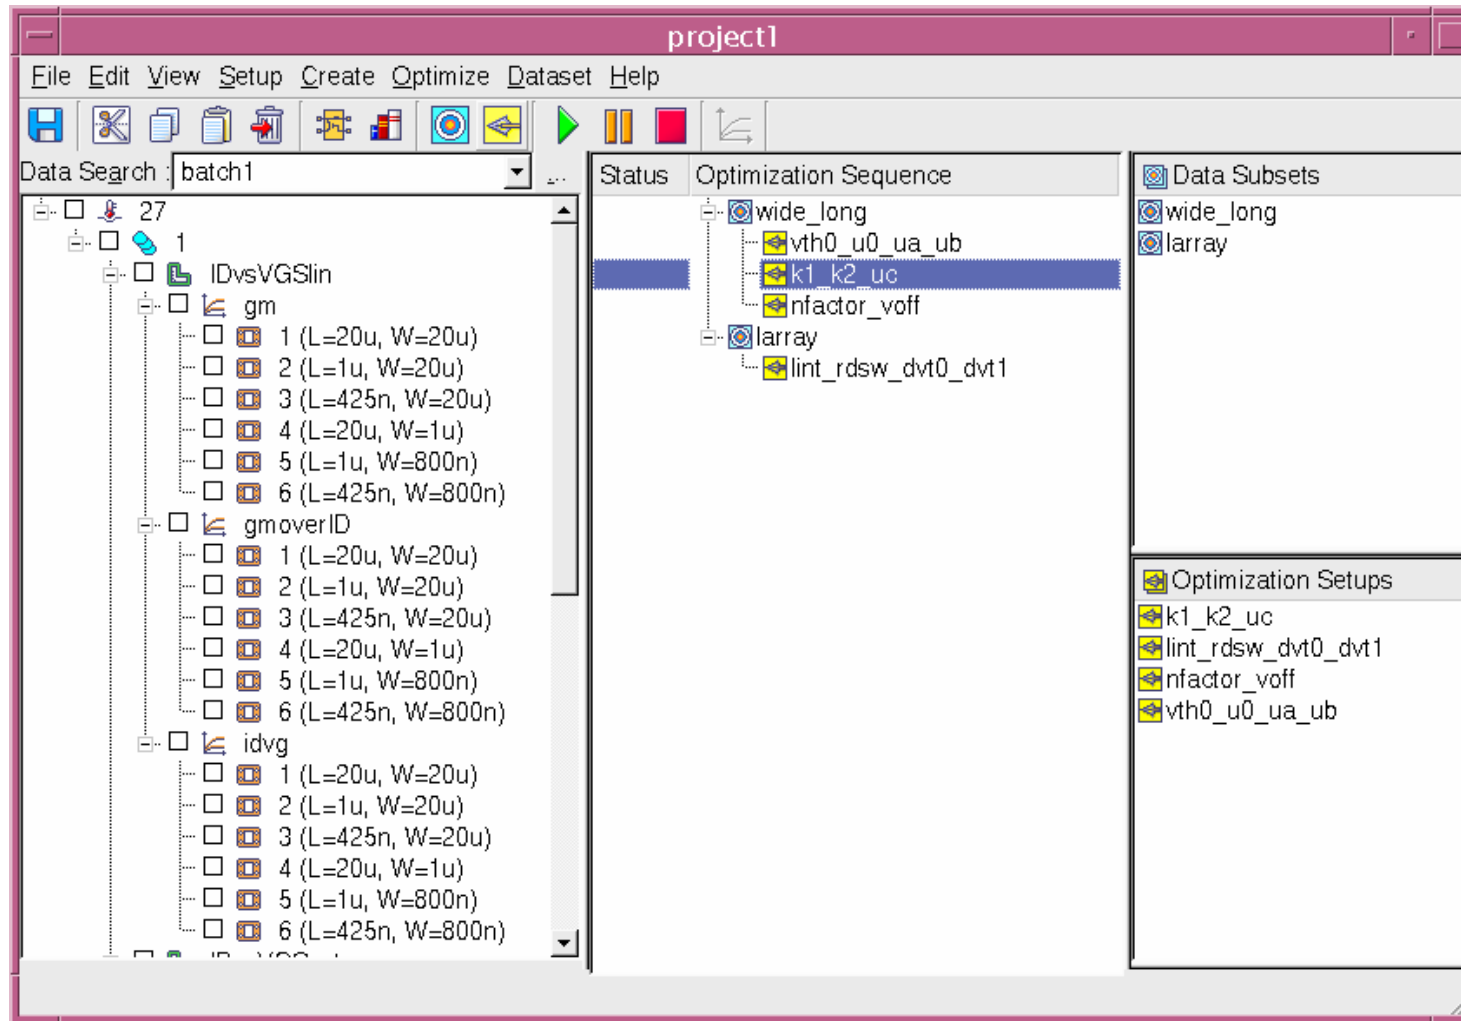 project1
File Edit View Setup Create Optimize Dataset Help
Data Search : batch1 ...
27
1
IDvsVGSlin
gm
1 (L=20u, W=20u)
2 (L=1u, W=20u)
3 (L=425n, W=20u)
4 (L=20u, W=1u)
5 (L=1u, W=800n)
6 (L=425n, W=800n)
gmoverID
1 (L=20u, W=20u)
2 (L=1u, W=20u)
3 (L=425n, W=20u)
4 (L=20u, W=1u)
5 (L=1u, W=800n)
6 (L=425n, W=800n)
idvg
1 (L=20u, W=20u)
2 (L=1u, W=20u)
3 (L=425n, W=20u)
4 (L=20u, W=1u)
5 (L=1u, W=800n)
6 (L=425n, W=800n)
Status Optimization Sequence
wide_long
vth0_u0_ua_ub
k1_k2_uc
nfactor_voff
larray
lint_rdsw_dvt0_dvt1
Data Subsets
wide_long
larray
Optimization Setups
k1_k2_uc
lint_rdsw_dvt0_dvt1
nfactor_voff
vth0_u0_ua_ub